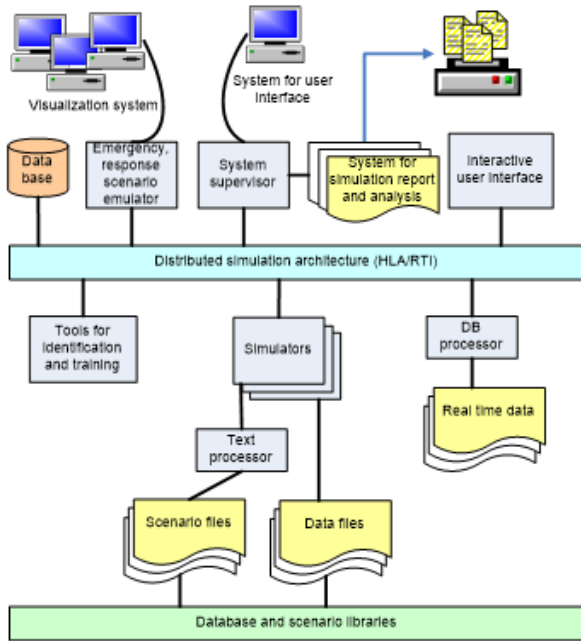 Visualization system
System for user
interface
Data
base
Emergency,
response
scenario
emulator
System
supervisor
System for
simulation report
and analysis
Interactive
user interface
Distributed simulation architecture (HLA/RTI)
Tools for
identification
and training
Simulators
DB
processor
Real time data
Text
processor
Scenario files
Data files
Database and scenario libraries